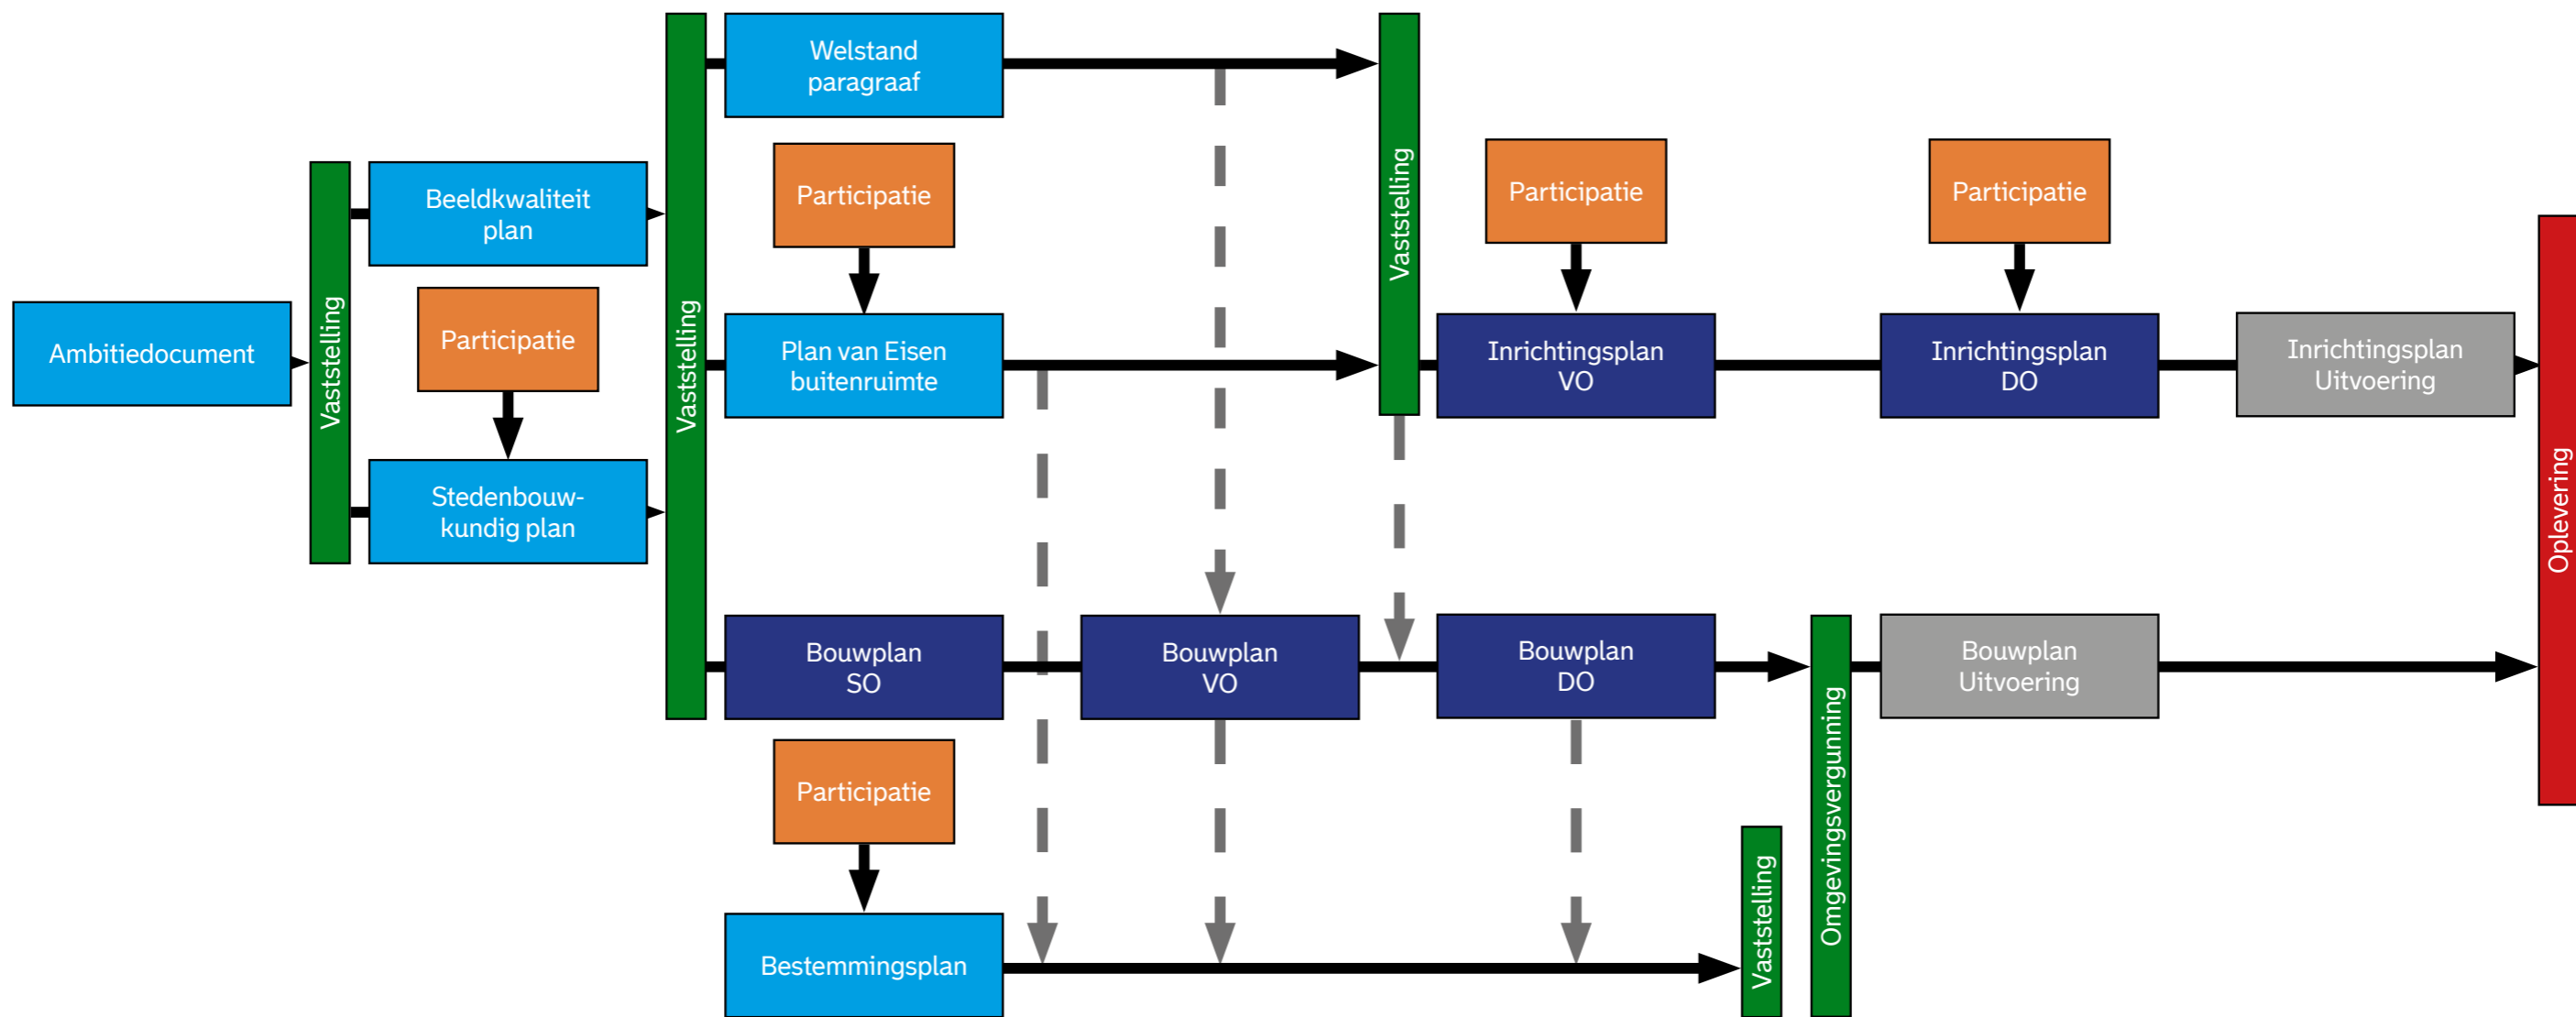 Ambitiedocument
Vaststelling
Beeldkwaliteit
plan
Participatie
Stedenbouw-
kundig plan
Vaststelling
Welstand
paragraaf
Participatie
Plan van Eisen
buitenruimte
Bouwplan
SO
Participatie
Bestemmingsplan
Bouwplan
VO
Vaststelling
Participatie
Inrichtingsplan
VO
Bouwplan
DO
Vaststelling
Omgevingsvergunning
Participatie
Inrichtingsplan
DO
Bouwplan
Uitvoering
Inrichtingsplan
Uitvoering
Oplevering